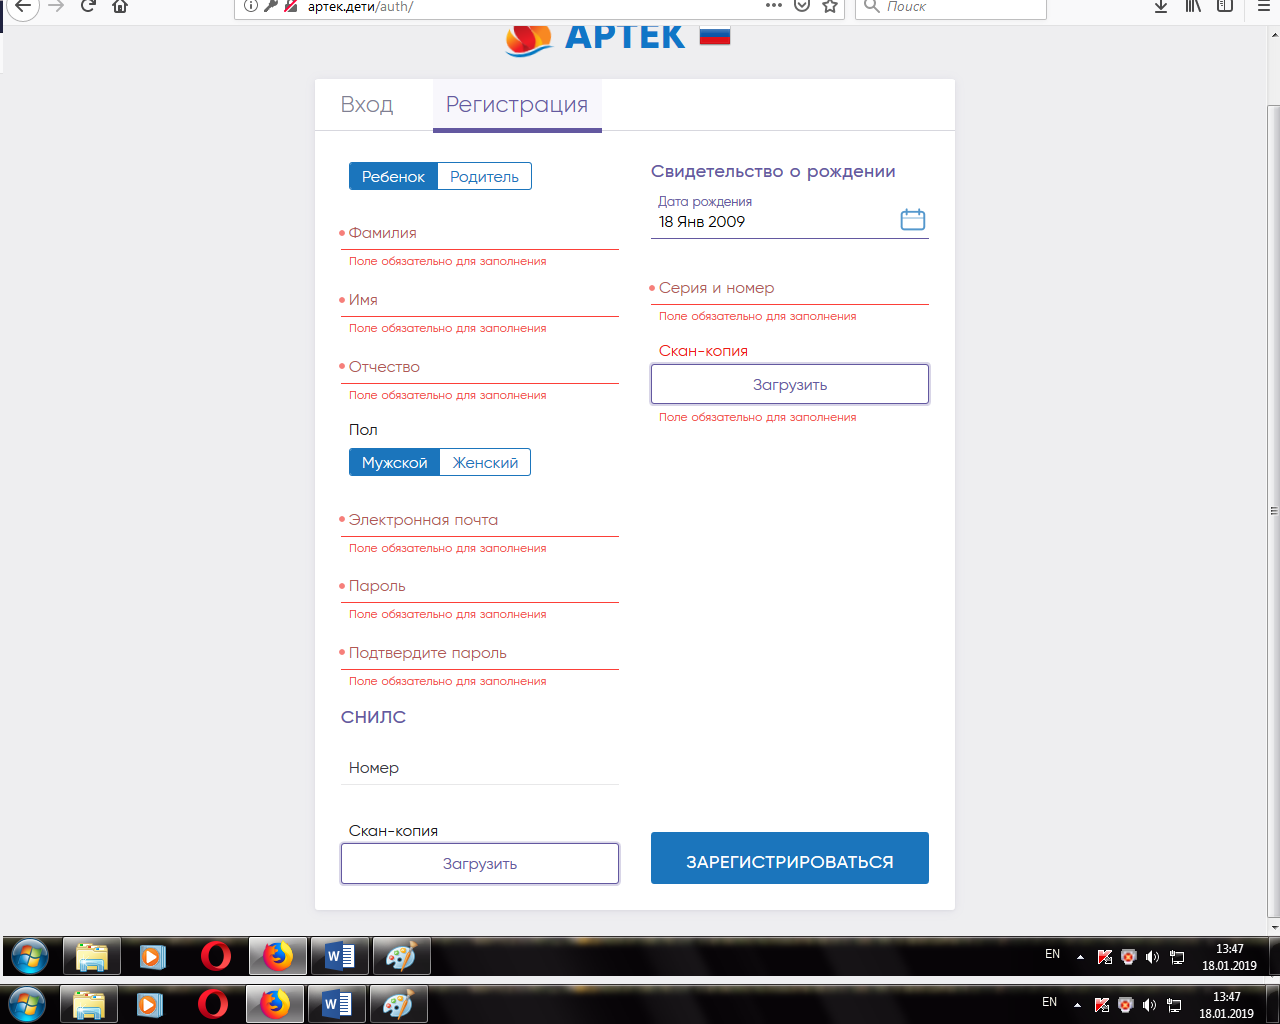 артек.дети/auth/
Поиск
АРТЕК
Вход
Регистрация
Ребенок
Родитель
Фамилия
Поле обязательно для заполнения
Имя
Поле обязательно для заполнения
Отчество
Поле обязательно для заполнения
Пол
Мужской
Женский
Электронная почта
Поле обязательно для заполнения
Пароль
Поле обязательно для заполнения
Подтвердите пароль
Поле обязательно для заполнения
СНИЛС
Номер
Скан-копия
Загрузить
Свидетельство о рождении
Дата рождения
18 Янв 2009
Серия и номер
Поле обязательно для заполнения
Скан-копия
Загрузить
Поле обязательно для заполнения
ЗАРЕГИСТРИРОВАТЬСЯ
EN
13:47
18.01.2019
EN
13:47
18.01.2019